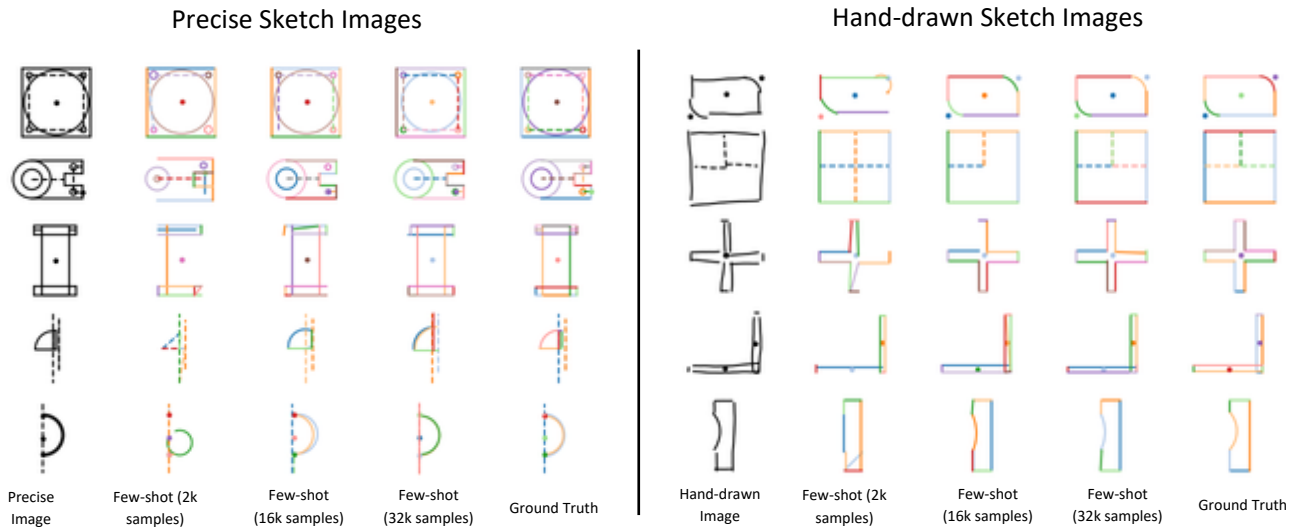 Precise Sketch Images
Hand-drawn Sketch Images
Precise
Image
Few-shot (2k
samples)
Few-shot
(16k samples)
Few-shot
(32k samples)
Ground Truth
Hand-drawn
Image
Few-shot (2k
samples)
Few-shot
(16k samples)
Few-shot
(32k samples)
Ground Truth